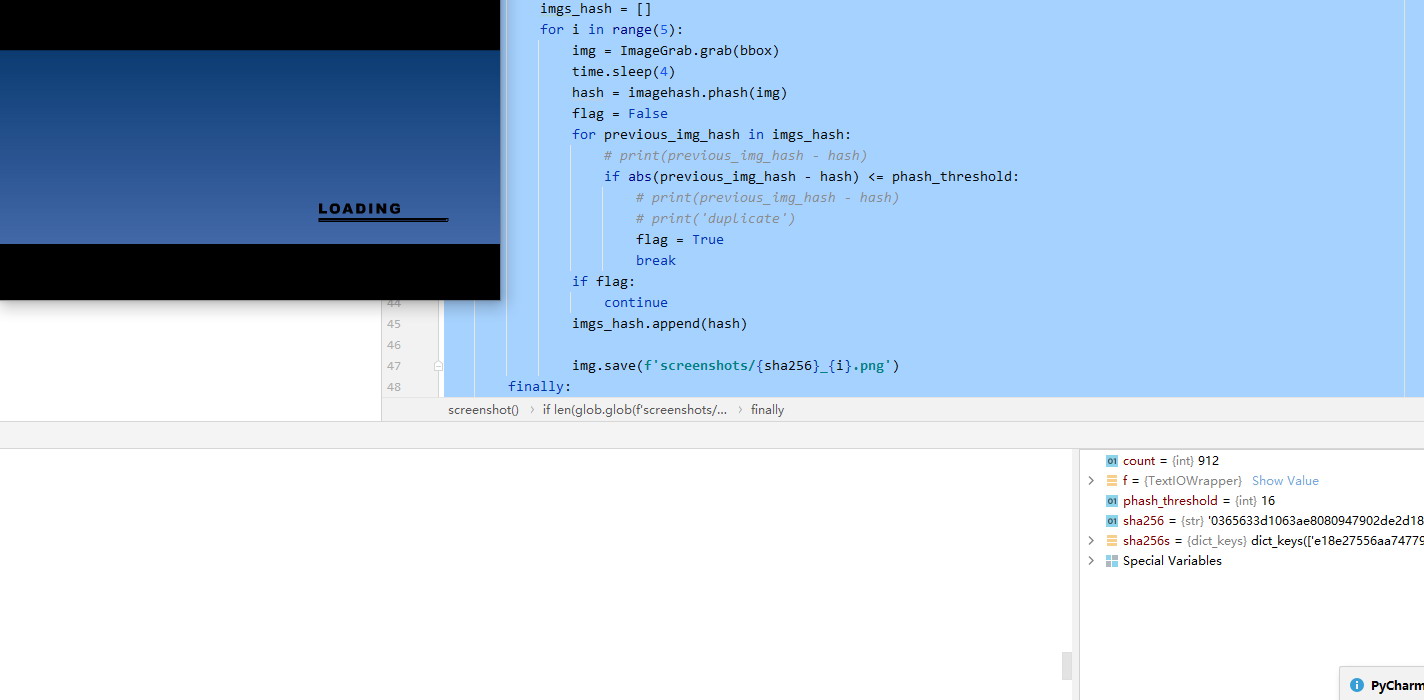 imgs_hash = []
for i in range(5):
img = ImageGrab.grab(bbox)
time.sleep(4)
hash = imagehash.phash(img)
flag = False
for previous_img_hash in imgs_hash:
# print(previous_img_hash - hash)
if abs(previous_img_hash - hash) <= phash_threshold:
# print(previous_img_hash - hash)
# print('duplicate')
flag = True
break
if flag:
44 continue
45 imgs_hash.append(hash)
46
47 img.save(f'screenshots/{sha256}_{i}.png')
48 finally:
LOADING
screenshot() › if len(glob.glob(f'screenshots/... › finally
01 count = {int} 912
f = {TextIOWrapper} Show Value
01 phash_threshold = {int} 16
01 sha256 = {str} '0365633d1063ae8080947902de2d18
sha256s = {dict_keys} dict_keys(['e18e27556aa74779
Special Variables
PyCharm